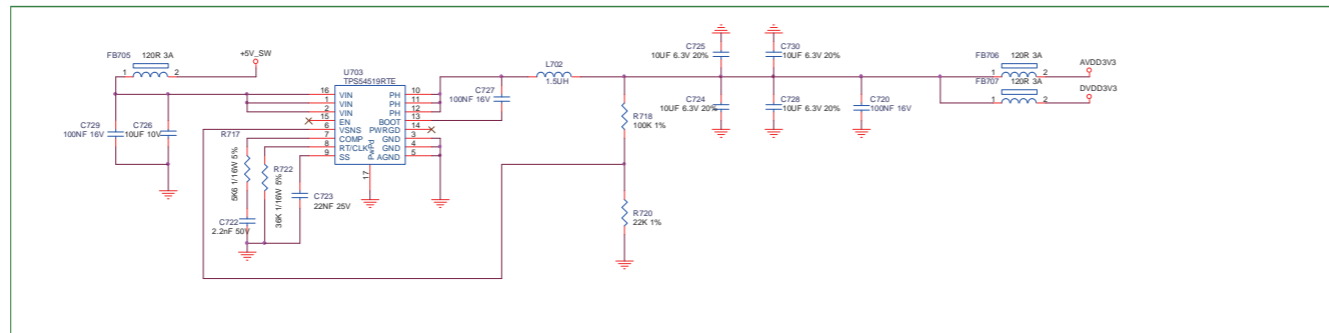 FB705 120R 3A
1 2
+5V_SW
C729
100NF 16V
C726
10UF 10V
U703
TPS54519RTE
16 VIN PH 10
1 VIN PH 11
2 VIN PH 12
15 EN BOOT 13
6 VSNS PWRGD 14
7 COMP GND 3
8 RT/CLK GND 4
9 SS AGND 5
PwPd
17
R717
5K6 1/16W 5%
R722
36K 1/16W 5%
C722
2.2nF 50V
C723
22NF 25V
C727
100NF 16V
L702
1.5UH
R718
100K 1%
R720
22K 1%
C725
10UF 6.3V 20%
C730
10UF 6.3V 20%
C724
10UF 6.3V 20%
C728
10UF 6.3V 20%
C720
100NF 16V
FB706 120R 3A
1 2
AVDD3V3
FB707 120R 3A
1 2
DVDD3V3